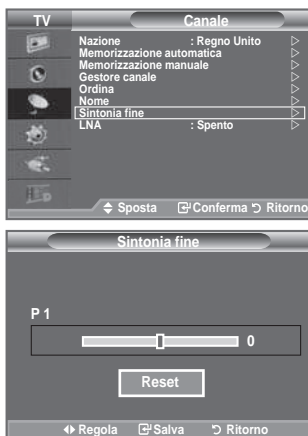 TV Canale
Nazione : Regno Unito
Memorizzazione automatica
Memorizzazione manuale
Gestore canale
Ordina
Nome
Sintonia fine
LNA : Spento
Sposta Conferma Ritorno
Sintonia fine
P 1
0
Reset
Regola Salva Ritorno